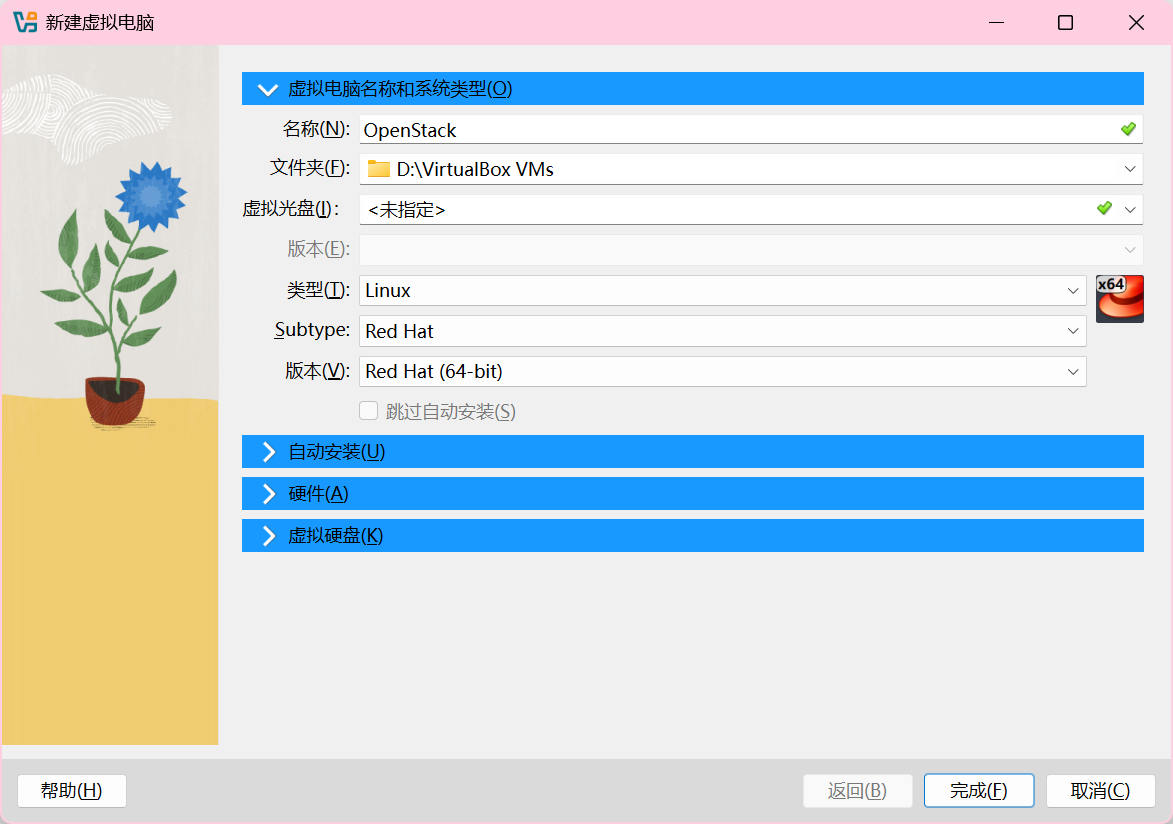 新建虚拟电脑
虚拟电脑名称和系统类型(O)
名称(N): OpenStack
文件夹(F): D:\VirtualBox VMs
虚拟光盘(I): <未指定>
版本(E):
类型(T): Linux
x64
Subtype: Red Hat
版本(V): Red Hat (64-bit)
跳过自动安装(S)
自动安装(U)
硬件(A)
虚拟硬盘(K)
帮助(H) 返回(B) 完成(F) 取消(C)